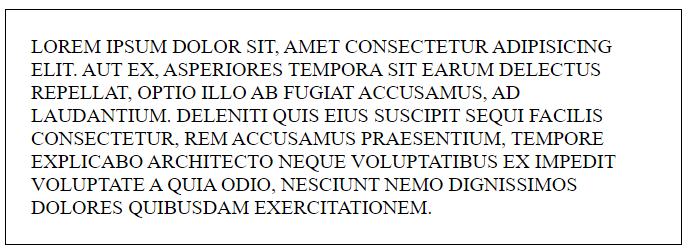 LOREM IPSUM DOLOR SIT, AMET CONSECTETUR ADIPISICING
ELIT. AUT EX, ASPERIORES TEMPORA SIT EARUM DELECTUS
REPELLAT, OPTIO ILLO AB FUGIAT ACCUSAMUS, AD
LAUDANTIUM. DELENITI QUIS EIUS SUSCIPIT SEQUI FACILIS
CONSECTETUR, REM ACCUSAMUS PRAESENTIUM, TEMPORE
EXPLICABO ARCHITECTO NEQUE VOLUPTATIBUS EX IMPEDIT
VOLUPTATE A QUIA ODIO, NESCIUNT NEMO DIGNISSIMOS
DOLORES QUIBUSDAM EXERCITATIONEM.